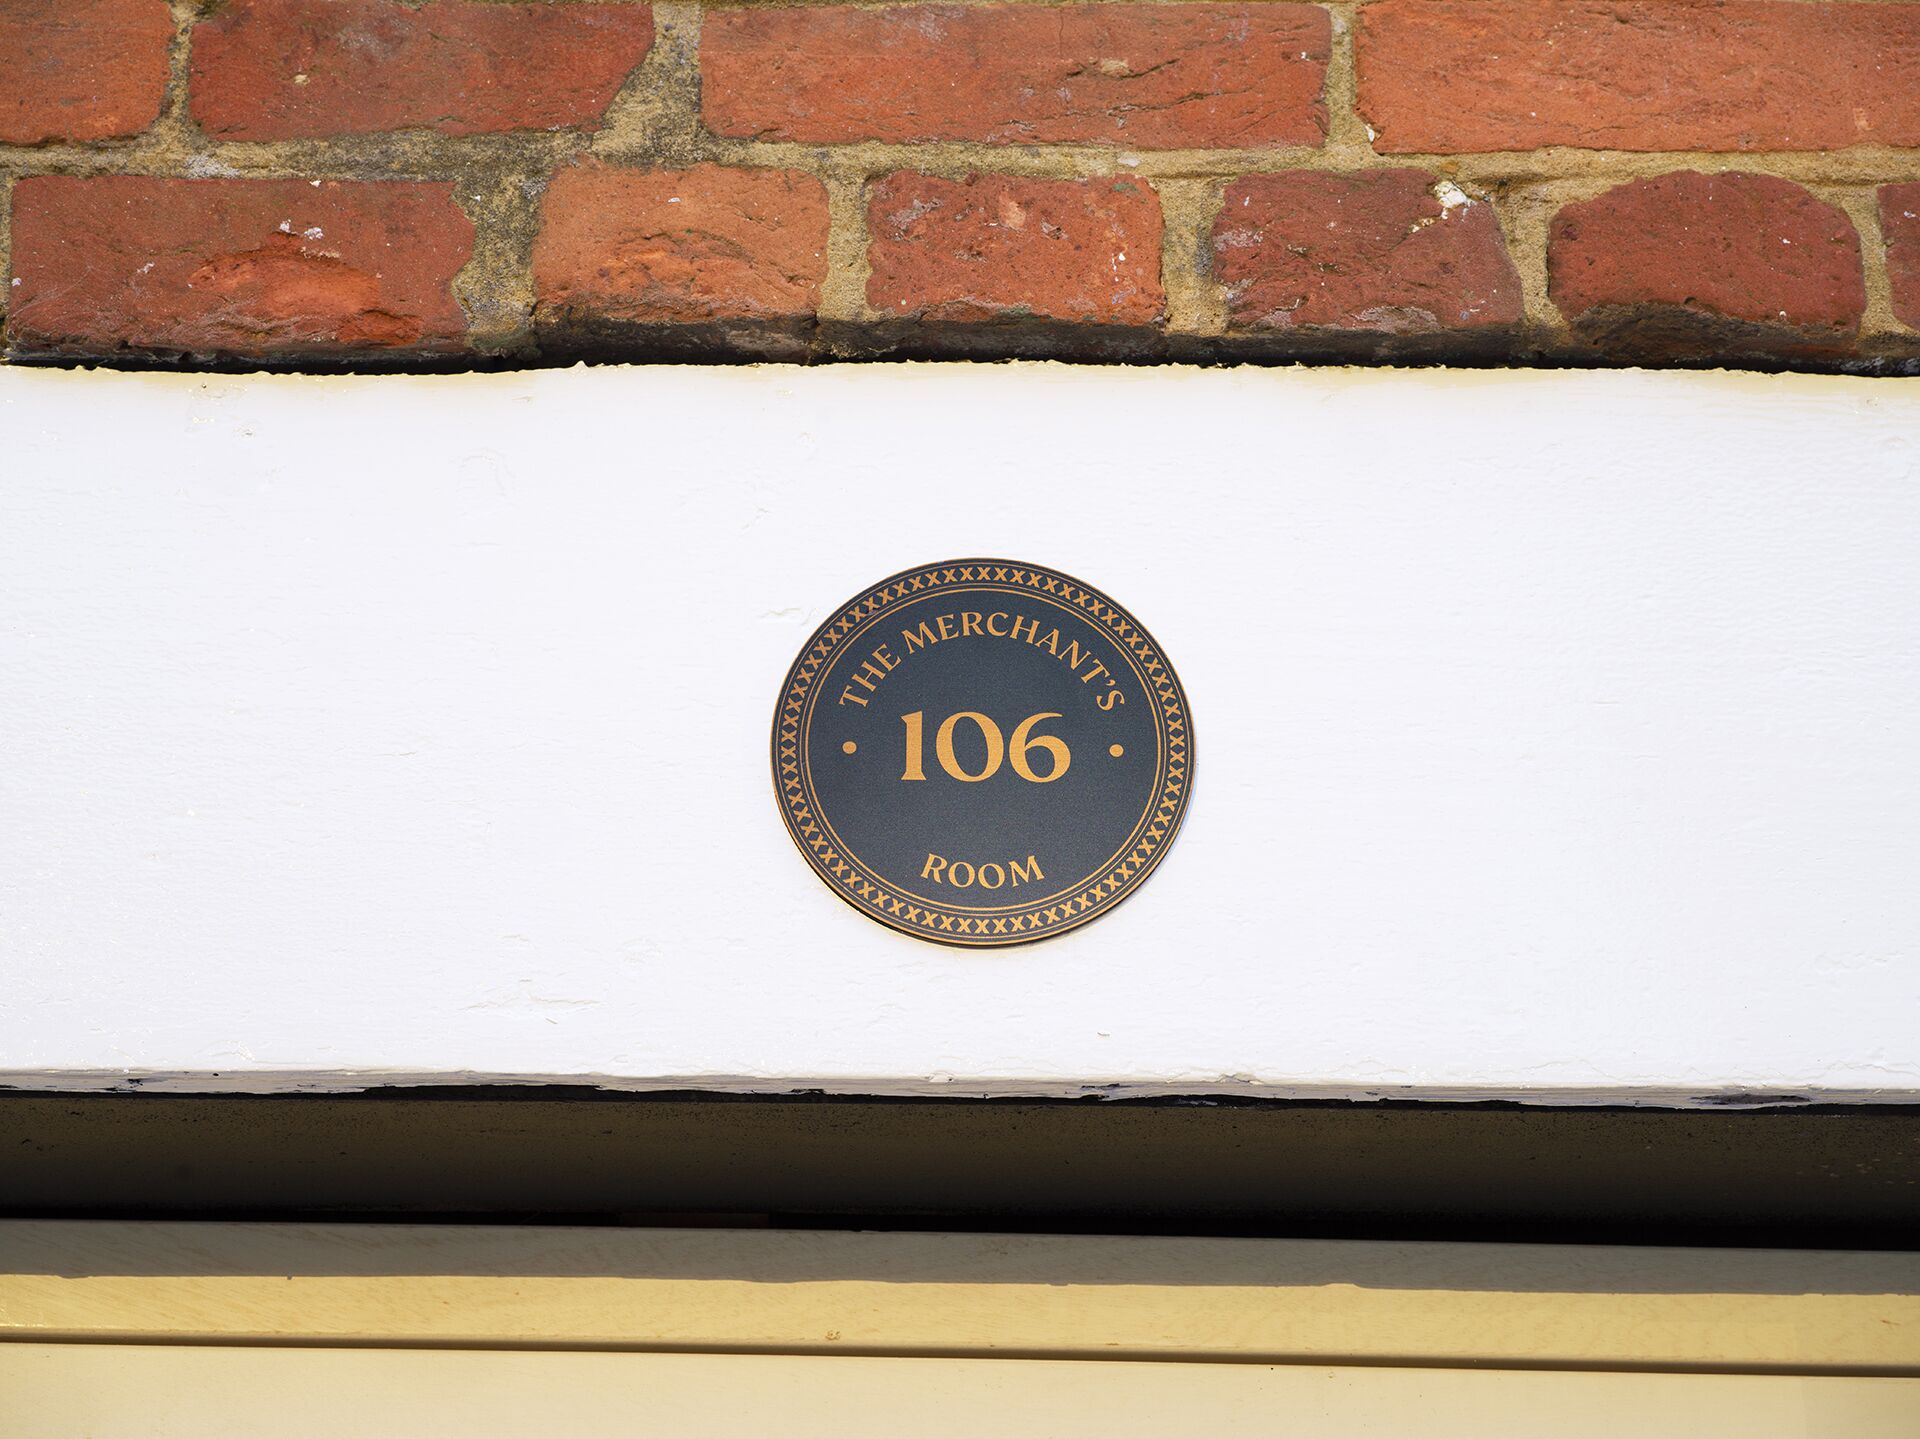 THE MERCHANT'S
• 106 •
ROOM